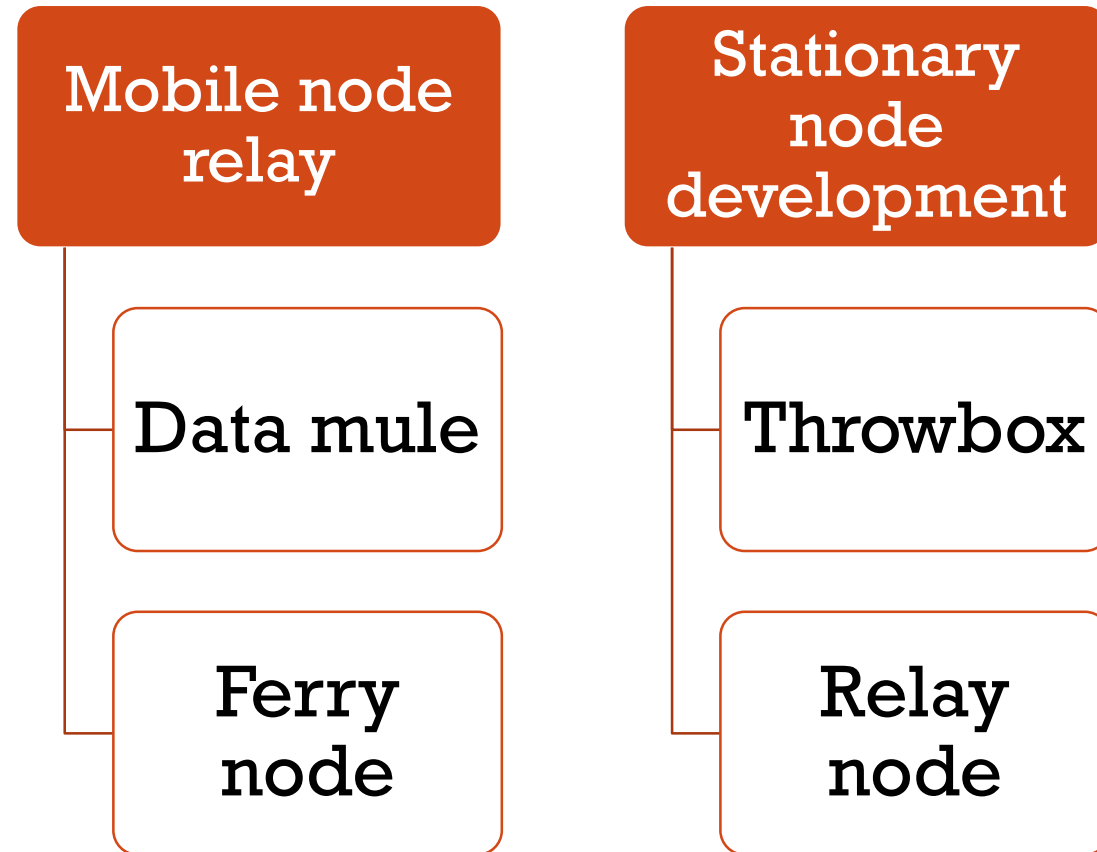 Mobile node
relay
Data mule
Ferry
node
Stationary
node
development
Throwbox
Relay
node